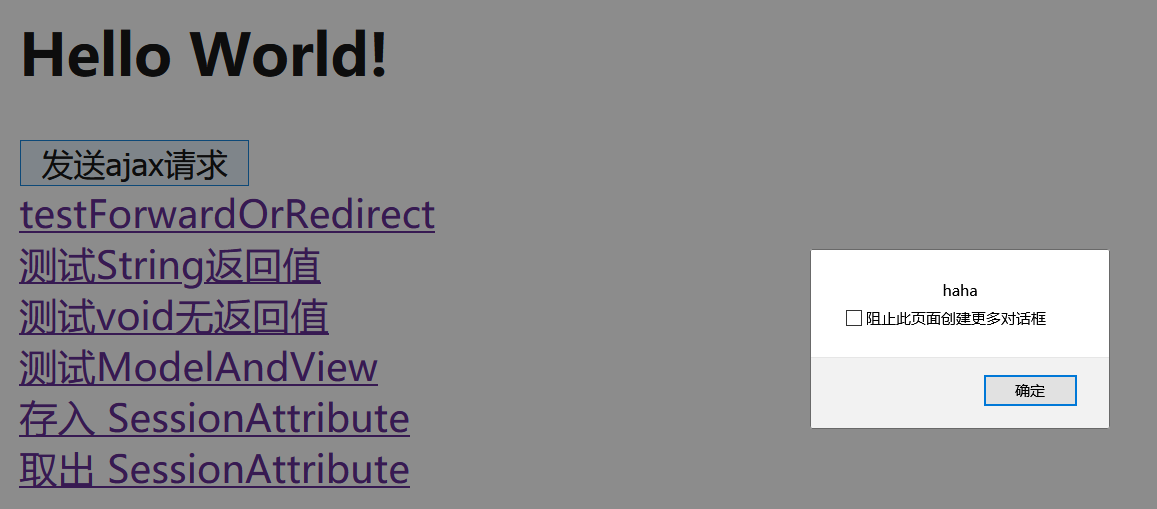 Hello World!
发送ajax请求
testForwardOrRedirect
测试String返回值
测试void无返回值
测试ModelAndView
存入 SessionAttribute
取出 SessionAttribute
haha
阻止此页面创建更多对话框
确定